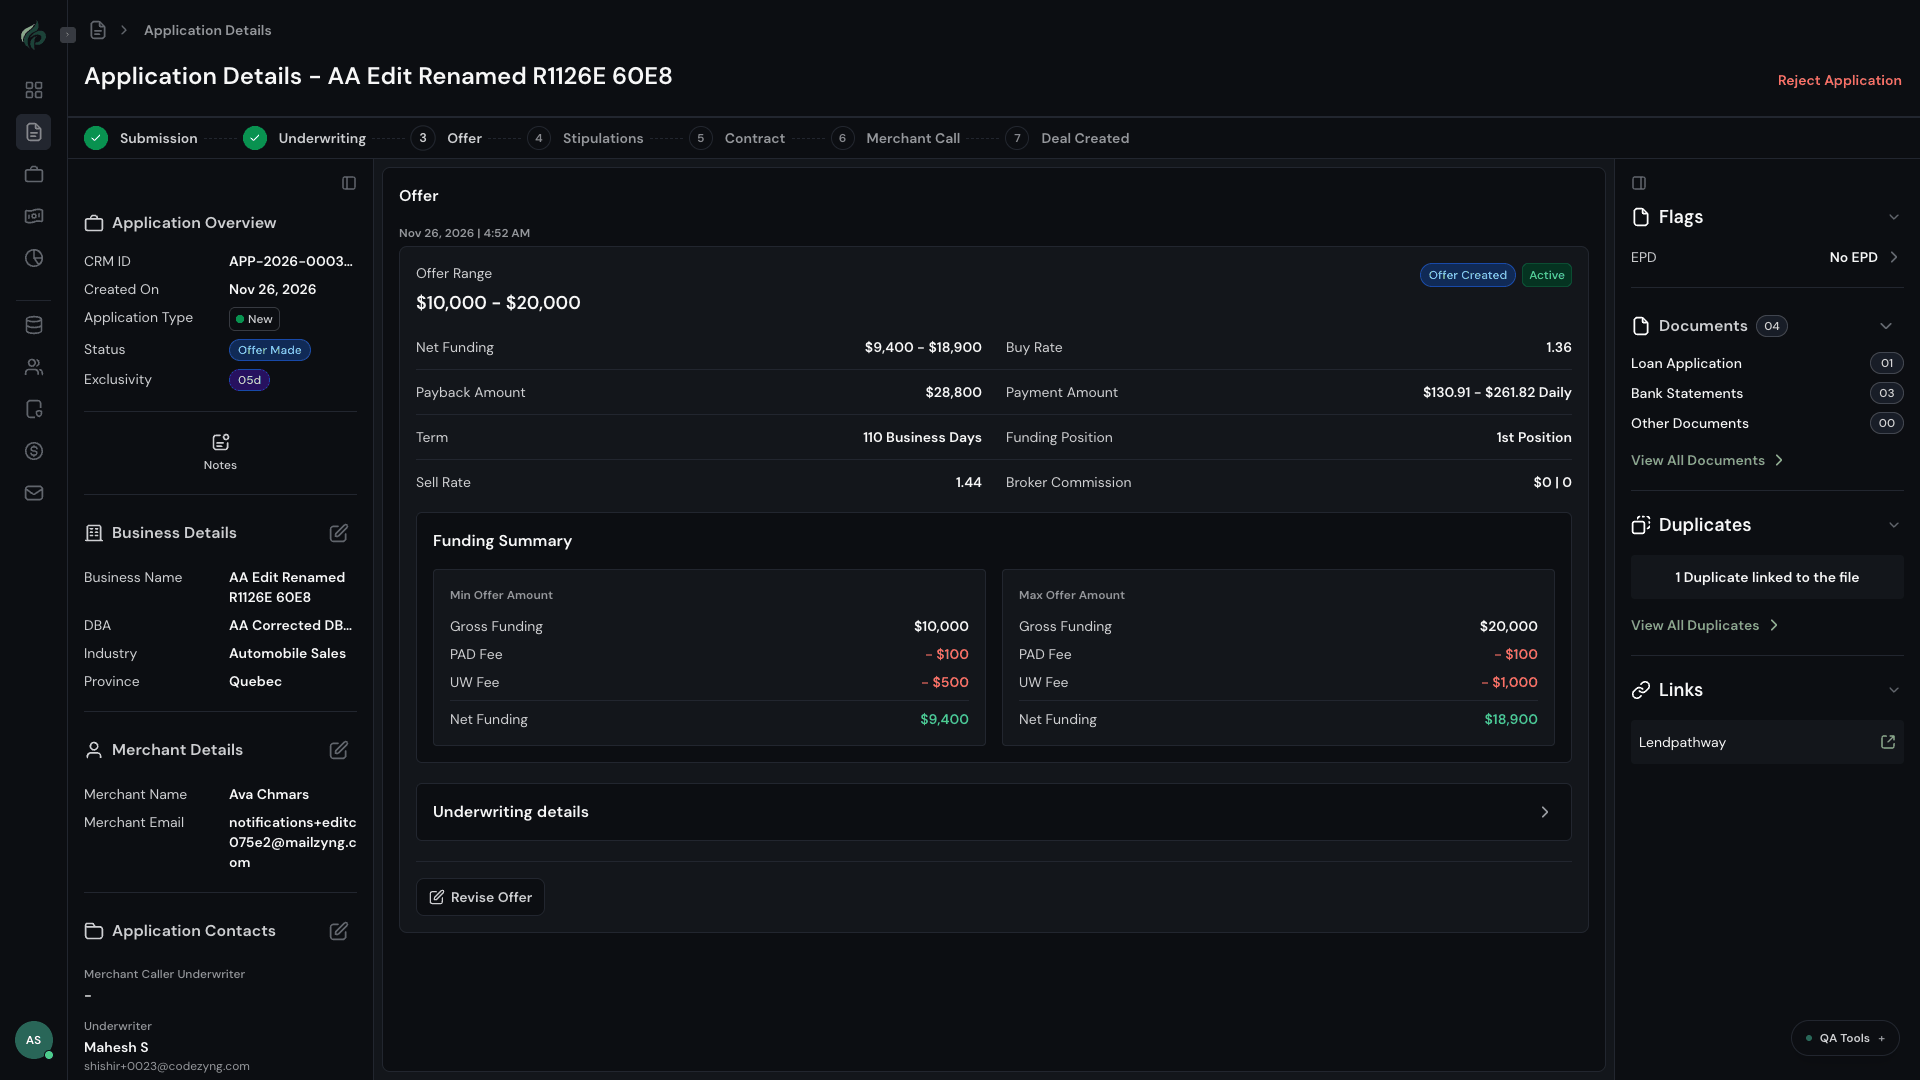 Application Details
Application Details - AA Edit Renamed R1126E 60E8
Reject Application
Submission
Underwriting
3 Offer
4 Stipulations
5 Contract
6 Merchant Call
7 Deal Created
Application Overview
CRM ID APP-2026-0003...
Created On Nov 26, 2026
Application Type New
Status Offer Made
Exclusivity 05d
Notes
Business Details
Business Name AA Edit Renamed
R1126E 60E8
DBA AA Corrected DB...
Industry Automobile Sales
Province Quebec
Merchant Details
Merchant Name Ava Chmars
Merchant Email notifications+editc
075e2@mailzyng.c
om
Application Contacts
Merchant Caller Underwriter
-
Underwriter
Mahesh S
shishir+0023@codezyng.com
AS
Offer
Nov 26, 2026 | 4:52 AM
Offer Range
Offer Created Active
$10,000 - $20,000
Net Funding $9,400 - $18,900 Buy Rate 1.36
Payback Amount $28,800 Payment Amount $130.91 - $261.82 Daily
Term 110 Business Days Funding Position 1st Position
Sell Rate 1.44 Broker Commission $0 | 0
Funding Summary
Min Offer Amount
Gross Funding $10,000
PAD Fee - $100
UW Fee - $500
Net Funding $9,400
Max Offer Amount
Gross Funding $20,000
PAD Fee - $100
UW Fee - $1,000
Net Funding $18,900
Underwriting details
Revise Offer
Flags
EPD No EPD
Documents 04
Loan Application 01
Bank Statements 03
Other Documents 00
View All Documents
Duplicates
1 Duplicate linked to the file
View All Duplicates
Links
Lendpathway
QA Tools +